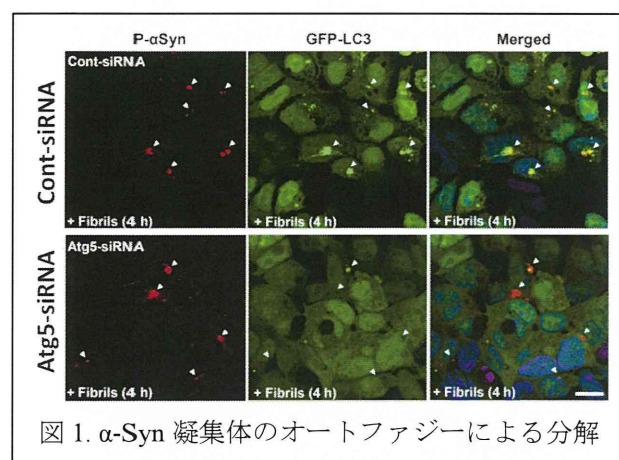 P-αSyn GFP-LC3 Merged
Cont-siRNA
Cont-siRNA
+ Fibrils (4 h) + Fibrils (4 h) + Fibrils (4 h)
Atg5-siRNA
Atg5-siRNA
+ Fibrils (4 h) + Fibrils (4 h) + Fibrils (4 h)
図 1. α-Syn 凝集体のオートファジーによる分解